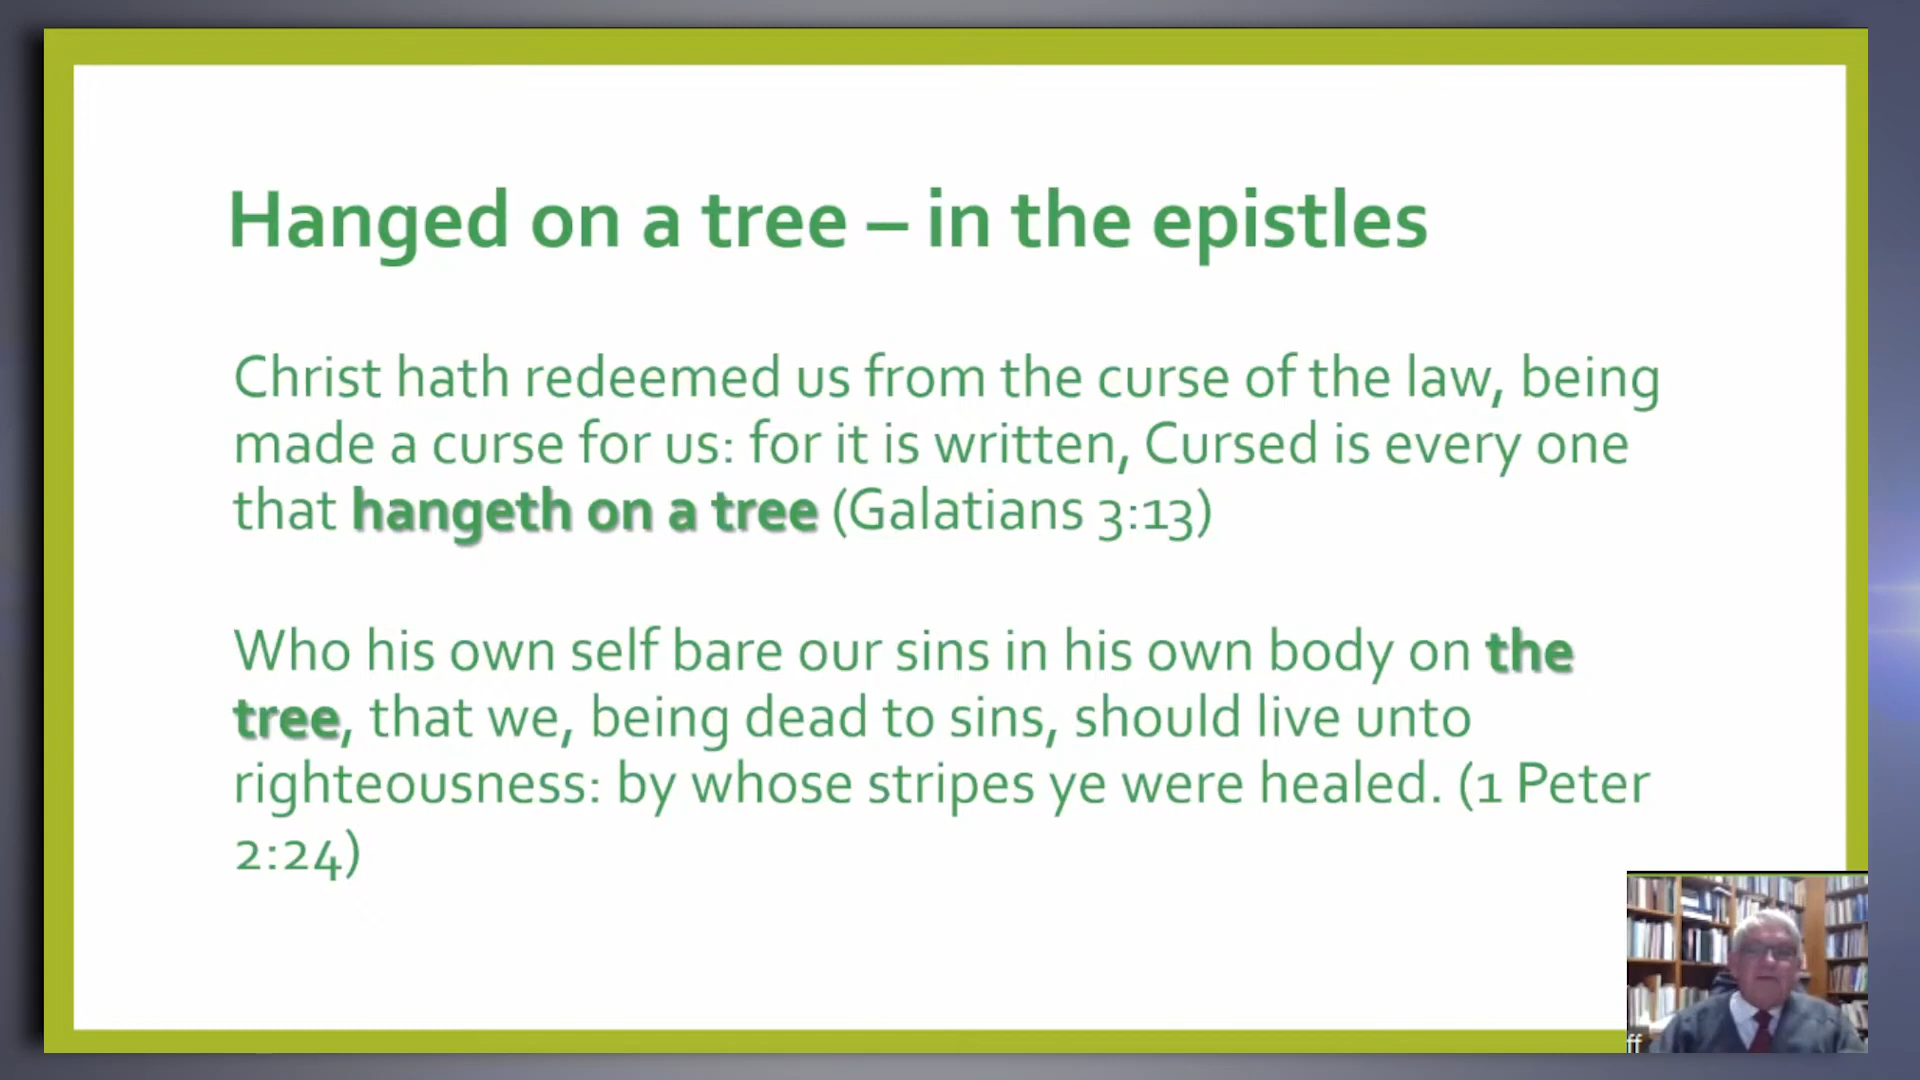 Hanged on a tree – in the epistles
Christ hath redeemed us from the curse of the law, being
made a curse for us: for it is written, Cursed is every one
that hangeth on a tree (Galatians 3:13)
Who his own self bare our sins in his own body on the
tree, that we, being dead to sins, should live unto
righteousness: by whose stripes ye were healed. (1 Peter
2:24)
ff